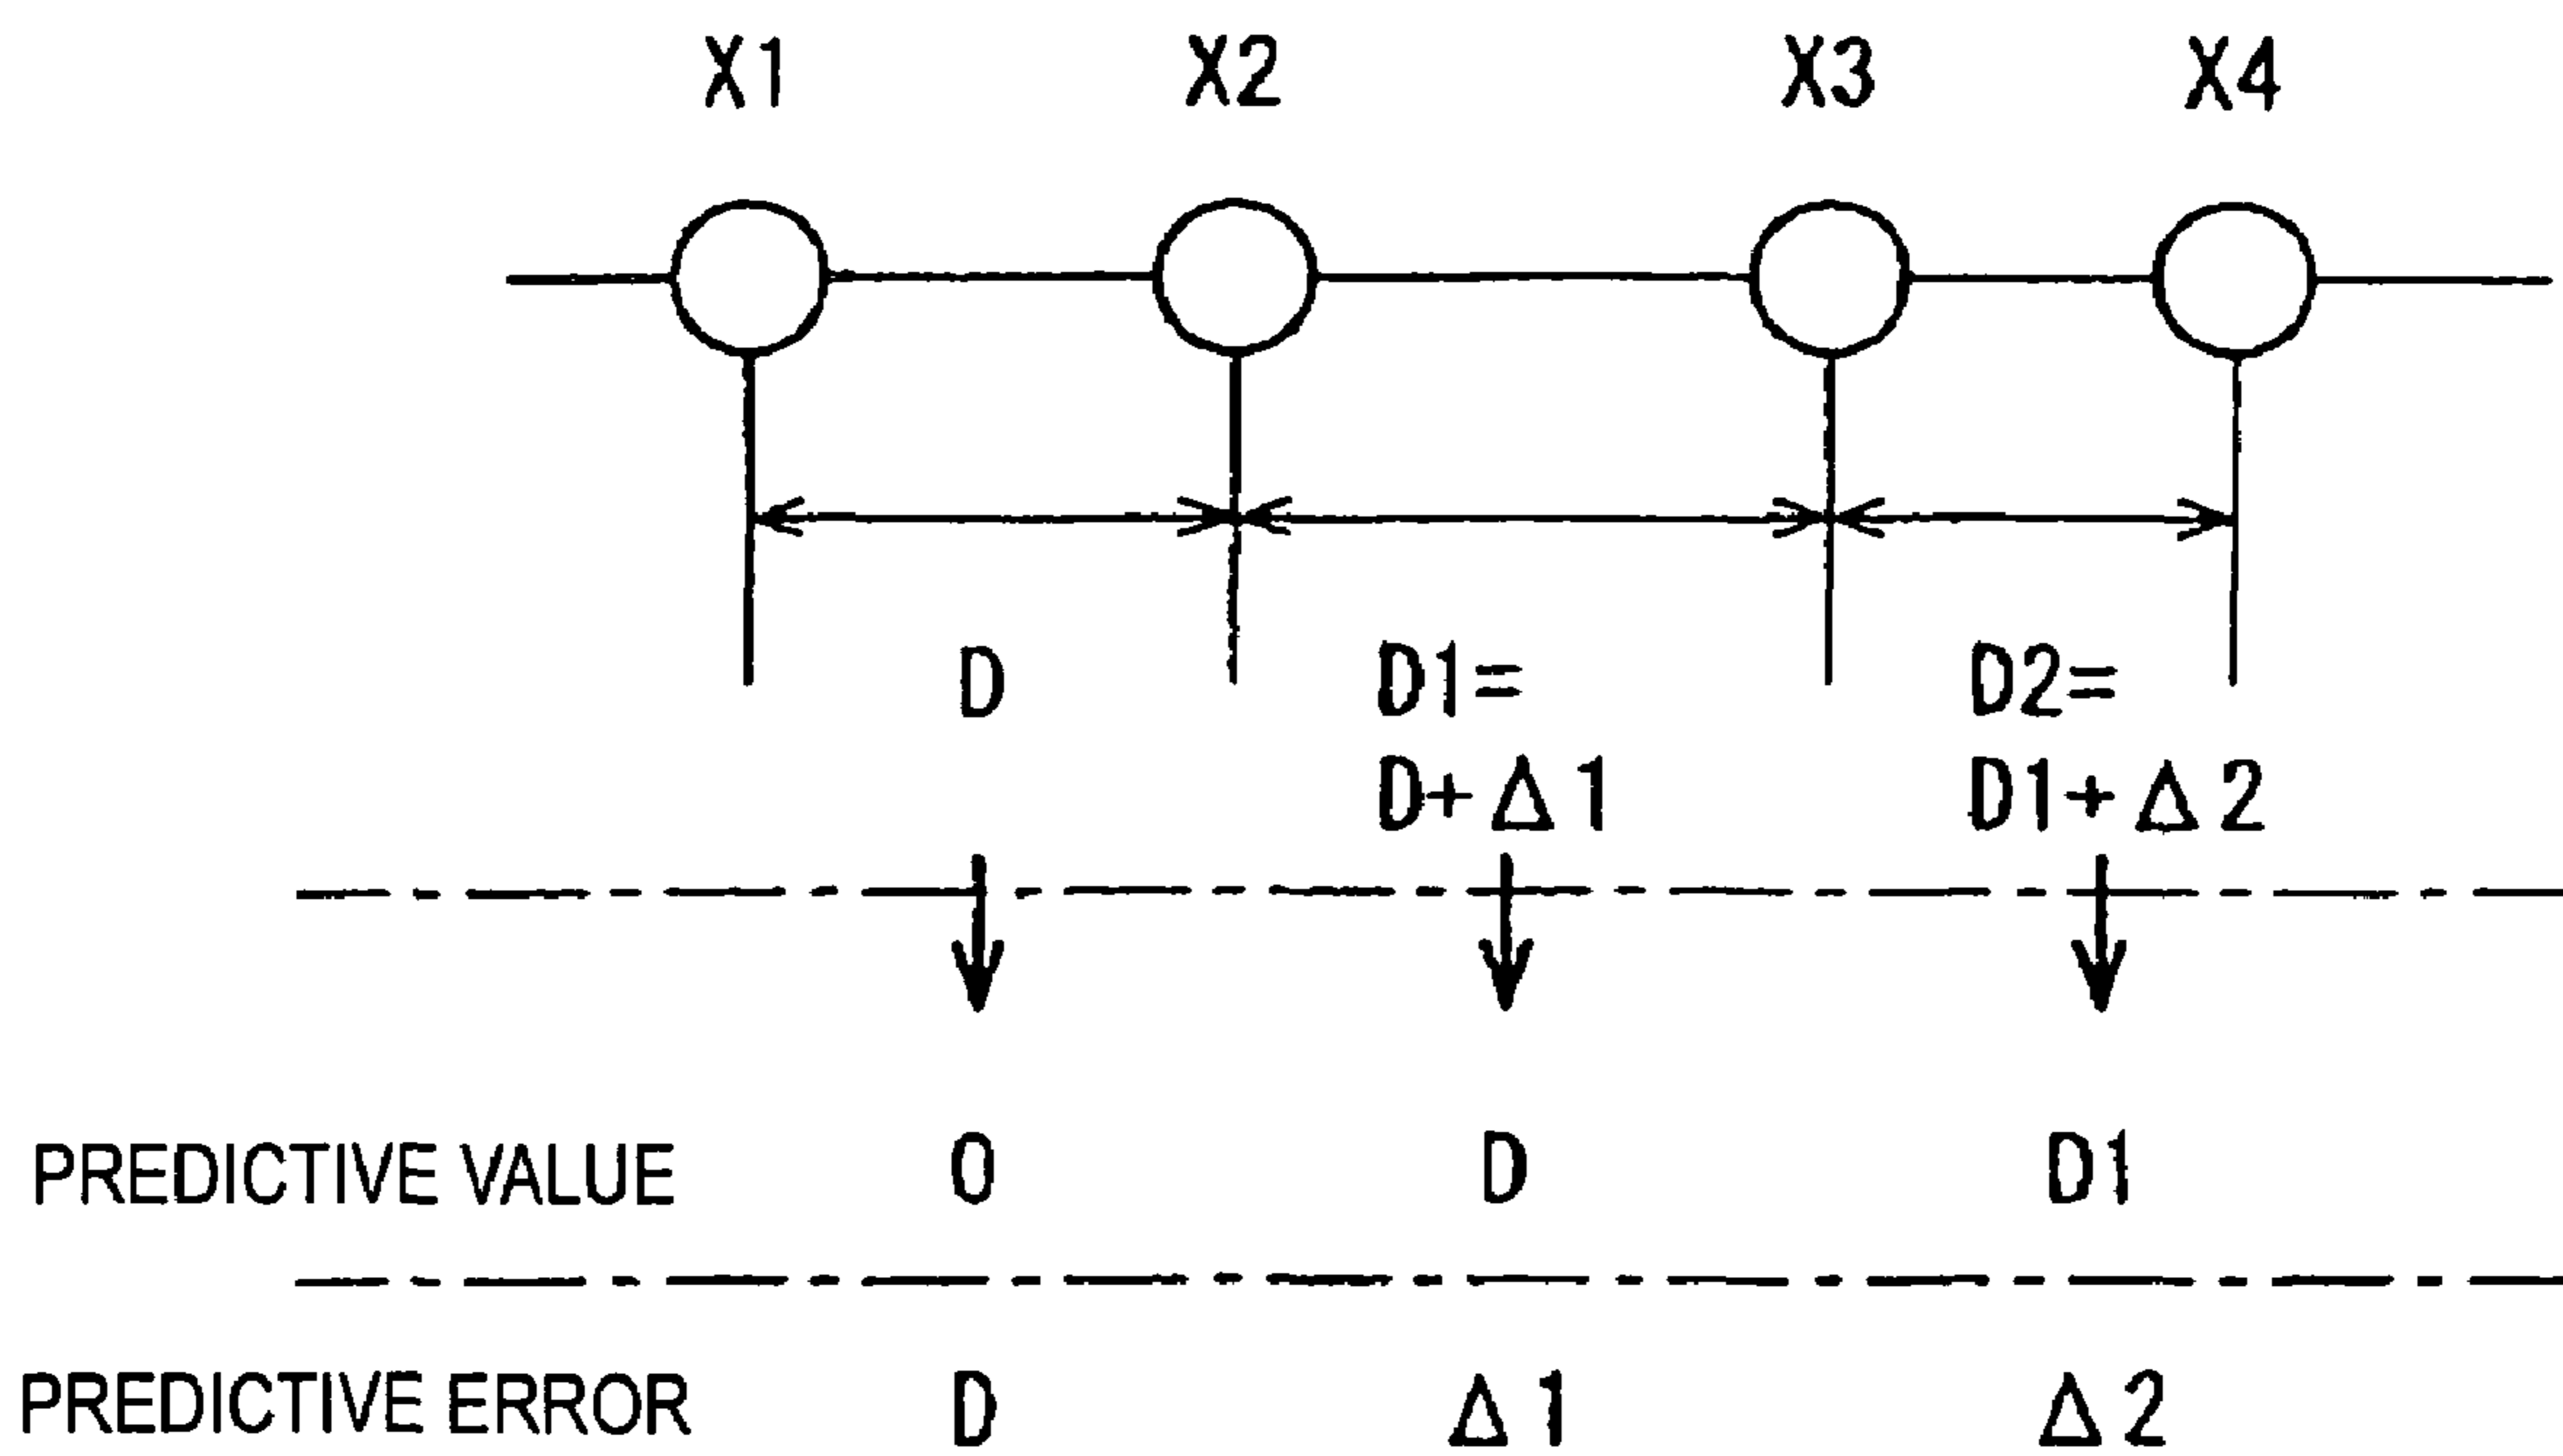 X1 X2 X3 X4
D D1= D2=
D+Δ1 D1+Δ2
PREDICTIVE VALUE 0 D D1
PREDICTIVE ERROR D Δ1 Δ2